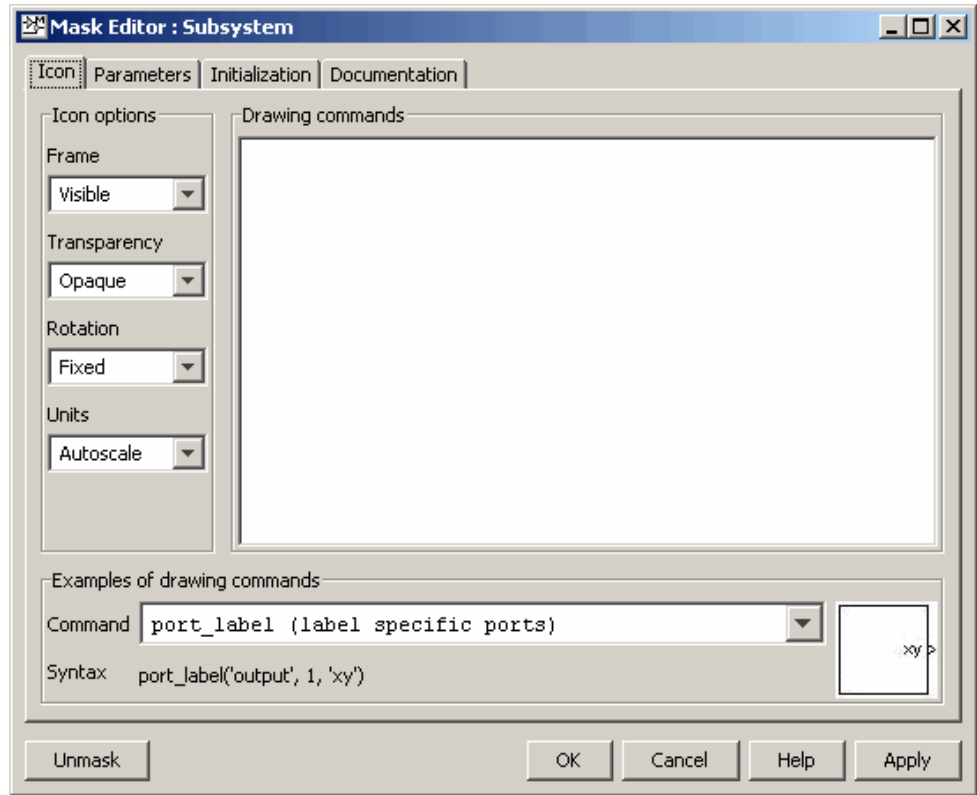 Mask Editor : Subsystem
Icon Parameters Initialization Documentation
Icon options
Drawing commands
Frame
Visible
Transparency
Opaque
Rotation
Fixed
Units
Autoscale
Examples of drawing commands
Command port_label (label specific ports)
xy >
Syntax port_label('output', 1, 'xy')
Unmask OK Cancel Help Apply